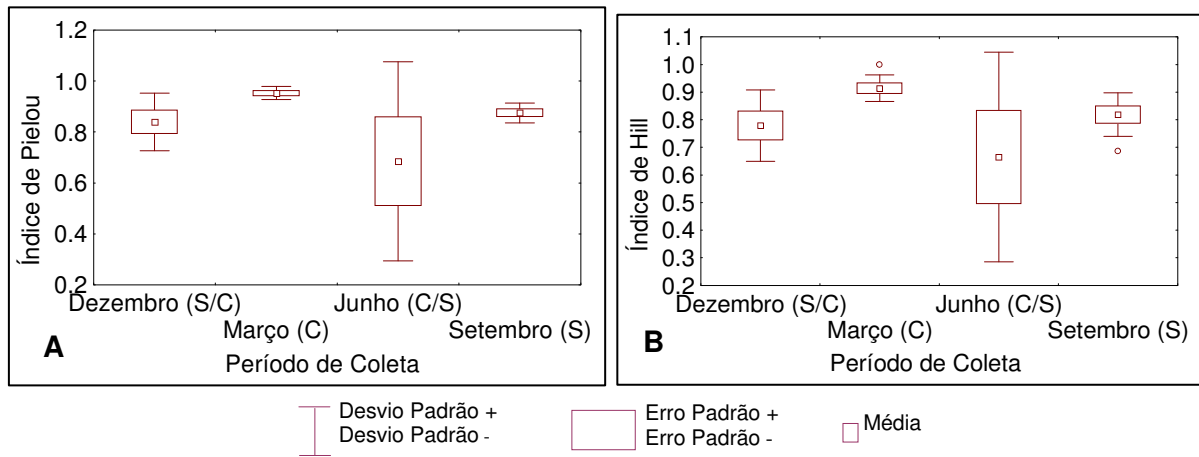 1.2
1.0
0.8
0.6
0.4
0.2
Índice de Pielou
Dezembro (S/C)
Junho (C/S)
Março (C)
Setembro (S)
A
Período de Coleta
1.1
1.0
0.9
0.8
0.7
0.6
0.5
0.4
0.3
0.2
Índice de Hill
Dezembro (S/C)
Junho (C/S)
Março (C)
Setembro (S)
B
Período de Coleta
Desvio Padrão +
Desvio Padrão -
Erro Padrão +
Erro Padrão -
Média